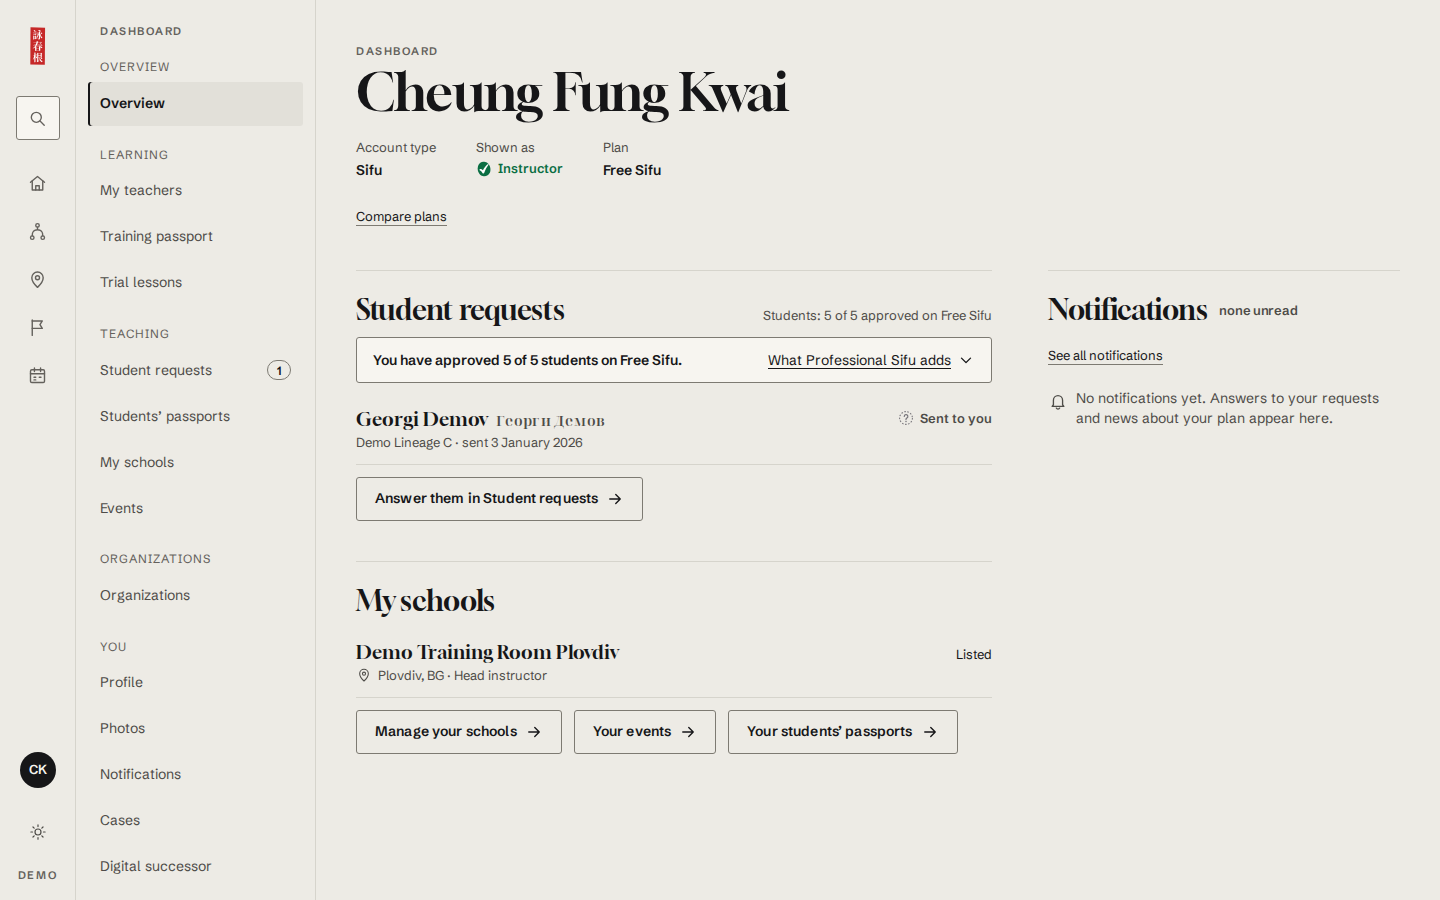 詠春根
DASHBOARD
OVERVIEW
Overview
LEARNING
My teachers
Training passport
Trial lessons
TEACHING
Student requests 1
Students’ passports
My schools
Events
ORGANIZATIONS
Organizations
YOU
Profile
Photos
Notifications
Cases
Digital successor
CK
DEMO
DASHBOARD
Cheung Fung Kwai
Account type Shown as Plan
Sifu Instructor Free Sifu
Compare plans
Student requests Students: 5 of 5 approved on Free Sifu
You have approved 5 of 5 students on Free Sifu. What Professional Sifu adds
Georgi Demov Георги Демов Sent to you
Demo Lineage C · sent 3 January 2026
Answer them in Student requests
My schools
Demo Training Room Plovdiv Listed
Plovdiv, BG · Head instructor
Manage your schools Your events Your students’ passports
Notifications none unread
See all notifications
No notifications yet. Answers to your requests
and news about your plan appear here.